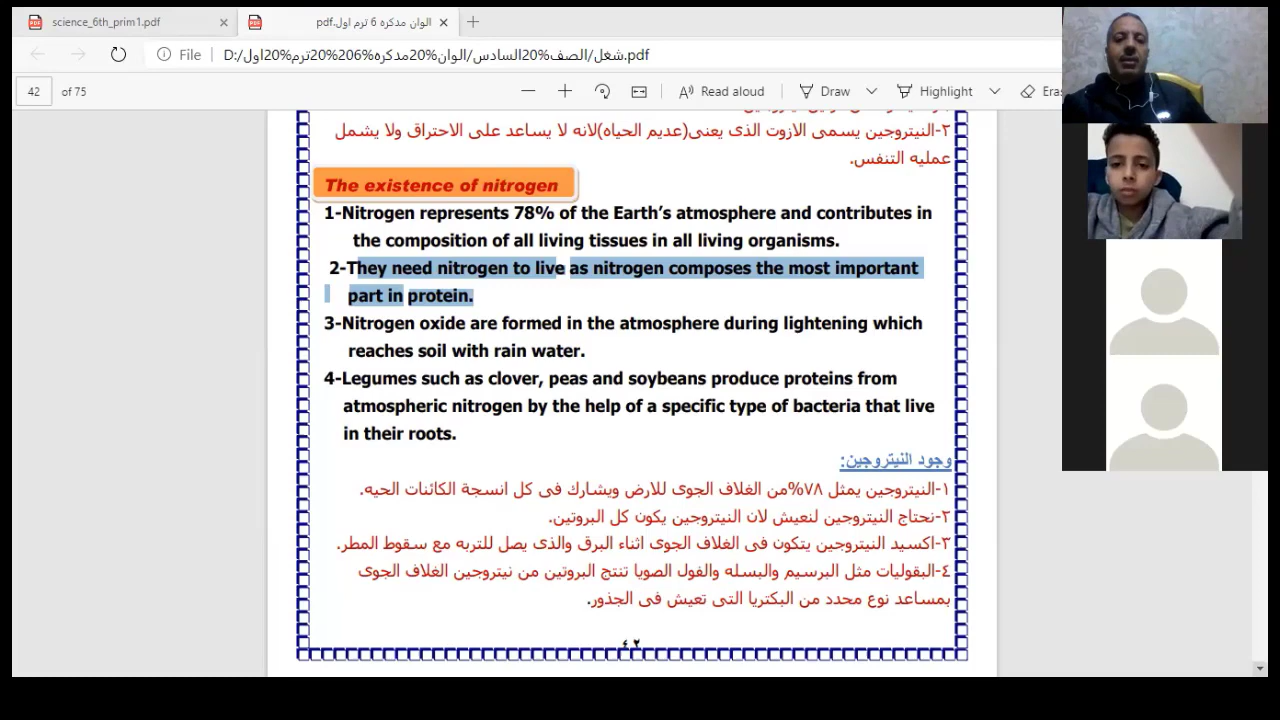 science_6th_prim1.pdf
الوان مذكره 6 ترم اول.pdf
File
D:/شغل/الصف%20السادس/الوان%20مذكره%206%20ترم%20اول.pdf
42 of 75
Read aloud
Draw
Highlight
Eras
٢-النيتروجين يسمى الازوت الذى يعنى(عديم الحياه)لانه لا يساعد على الاحتراق ولا يشمل
عمليه التنفس.
The existence of nitrogen
1-Nitrogen represents 78% of the Earth's atmosphere and contributes in
the composition of all living tissues in all living organisms.
2-They need nitrogen to live as nitrogen composes the most important
part in protein.
3-Nitrogen oxide are formed in the atmosphere during lightening which
reaches soil with rain water.
4-Legumes such as clover, peas and soybeans produce proteins from
atmospheric nitrogen by the help of a specific type of bacteria that live
in their roots.
وجود النيتروجين:
١-النيتروجين يمثل ٧٨%من الغلاف الجوى للارض ويشارك فى كل انسجة الكائنات الحيه.
٢-نحتاج النيتروجين لنعيش لان النيتروجين يكون كل البروتين.
٣-اكسيد النيتروجين يتكون فى الغلاف الجوى اثناء البرق والذى يصل للتربه مع سقوط المطر.
٤-البقوليات مثل البرسيم والبسله والفول الصويا تنتج البروتين من نيتروجين الغلاف الجوى
بمساعد نوع محدد من البكتريا التى تعيش فى الجذور.
٤٢